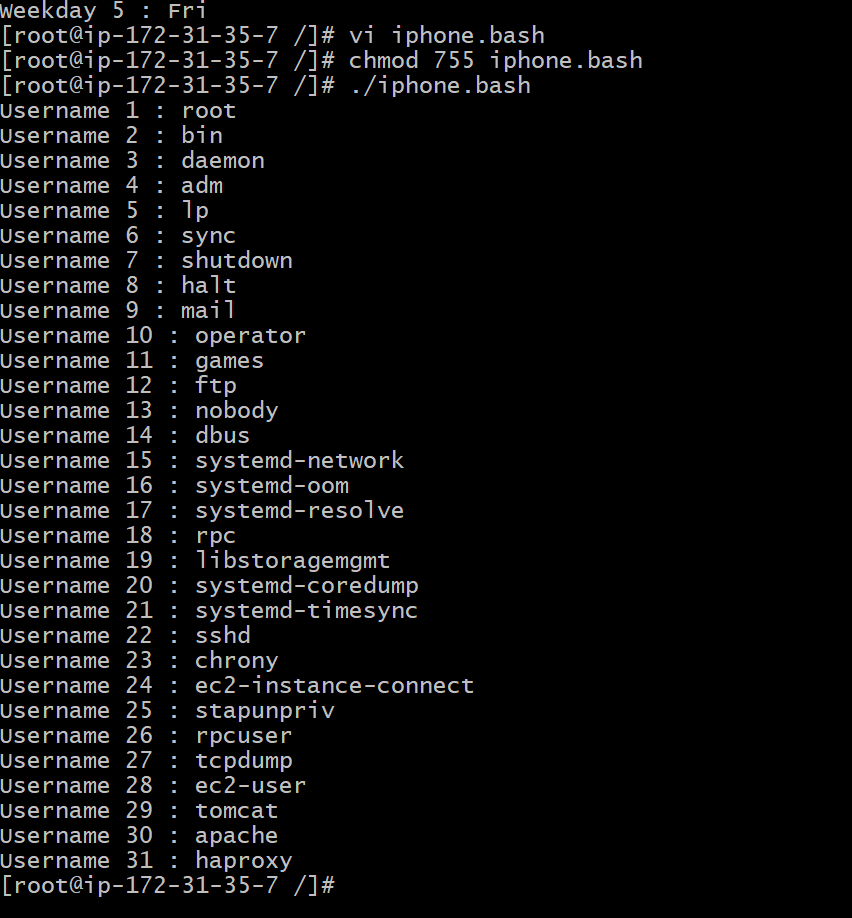 Weekday 5 : Fri
[root@ip-172-31-35-7 /]# vi iphone.bash
[root@ip-172-31-35-7 /]# chmod 755 iphone.bash
[root@ip-172-31-35-7 /]# ./iphone.bash
Username 1 : root
Username 2 : bin
Username 3 : daemon
Username 4 : adm
Username 5 : lp
Username 6 : sync
Username 7 : shutdown
Username 8 : halt
Username 9 : mail
Username 10 : operator
Username 11 : games
Username 12 : ftp
Username 13 : nobody
Username 14 : dbus
Username 15 : systemd-network
Username 16 : systemd-oom
Username 17 : systemd-resolve
Username 18 : rpc
Username 19 : libstoragemgmt
Username 20 : systemd-coredump
Username 21 : systemd-timesync
Username 22 : sshd
Username 23 : chrony
Username 24 : ec2-instance-connect
Username 25 : stapunpriv
Username 26 : rpcuser
Username 27 : tcpdump
Username 28 : ec2-user
Username 29 : tomcat
Username 30 : apache
Username 31 : haproxy
[root@ip-172-31-35-7 /]#